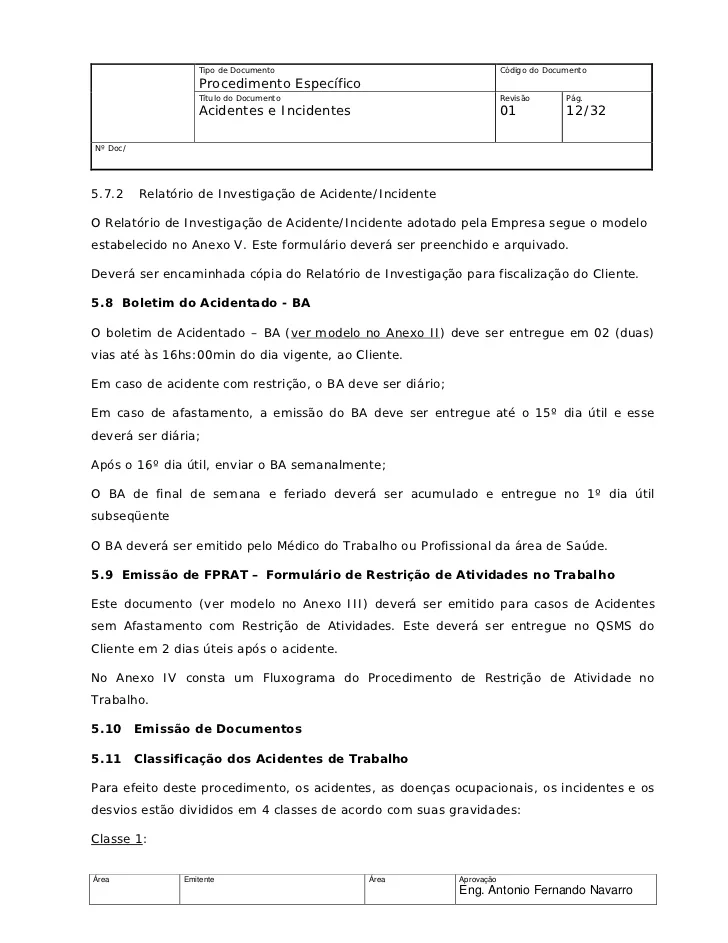 Tipo de Documento
Procedimento Específico
Código do Documento
Título do Documento
Acidentes e Incidentes
Revisão
01
Pág.
12/32
Nº Doc/
5.7.2 Relatório de Investigação de Acidente/Incidente
O Relatório de Investigação de Acidente/Incidente adotado pela Empresa segue o modelo
estabelecido no Anexo V. Este formulário deverá ser preenchido e arquivado.
Deverá ser encaminhada cópia do Relatório de Investigação para fiscalização do Cliente.
5.8 Boletim do Acidentado - BA
O boletim de Acidentado – BA (ver modelo no Anexo II) deve ser entregue em 02 (duas)
vias até às 16hs:00min do dia vigente, ao Cliente.
Em caso de acidente com restrição, o BA deve ser diário;
Em caso de afastamento, a emissão do BA deve ser entregue até o 15º dia útil e esse
deverá ser diária;
Após o 16º dia útil, enviar o BA semanalmente;
O BA de final de semana e feriado deverá ser acumulado e entregue no 1º dia útil
subseqüente
O BA deverá ser emitido pelo Médico do Trabalho ou Profissional da área de Saúde.
5.9 Emissão de FPRAT – Formulário de Restrição de Atividades no Trabalho
Este documento (ver modelo no Anexo III) deverá ser emitido para casos de Acidentes
sem Afastamento com Restrição de Atividades. Este deverá ser entregue no QSMS do
Cliente em 2 dias úteis após o acidente.
No Anexo IV consta um Fluxograma do Procedimento de Restrição de Atividade no
Trabalho.
5.10 Emissão de Documentos
5.11 Classificação dos Acidentes de Trabalho
Para efeito deste procedimento, os acidentes, as doenças ocupacionais, os incidentes e os
desvios estão divididos em 4 classes de acordo com suas gravidades:
Classe 1:
Área
Emitente
Área
Aprovação
Eng. Antonio Fernando Navarro